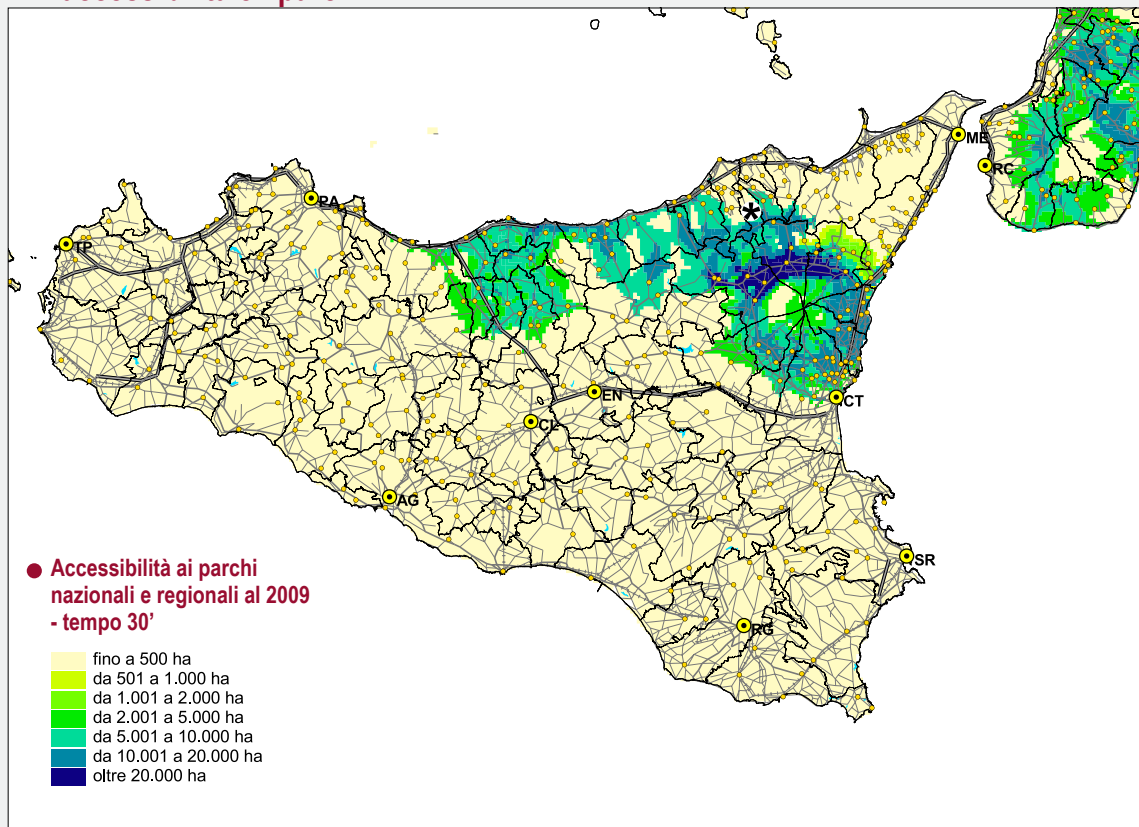 ME
RC
PA
TP
*
EN
CT
CL
AG
SR
RG
● Accessibilità ai parchi
nazionali e regionali al 2009
- tempo 30’
fino a 500 ha
da 501 a 1.000 ha
da 1.001 a 2.000 ha
da 2.001 a 5.000 ha
da 5.001 a 10.000 ha
da 10.001 a 20.000 ha
oltre 20.000 ha